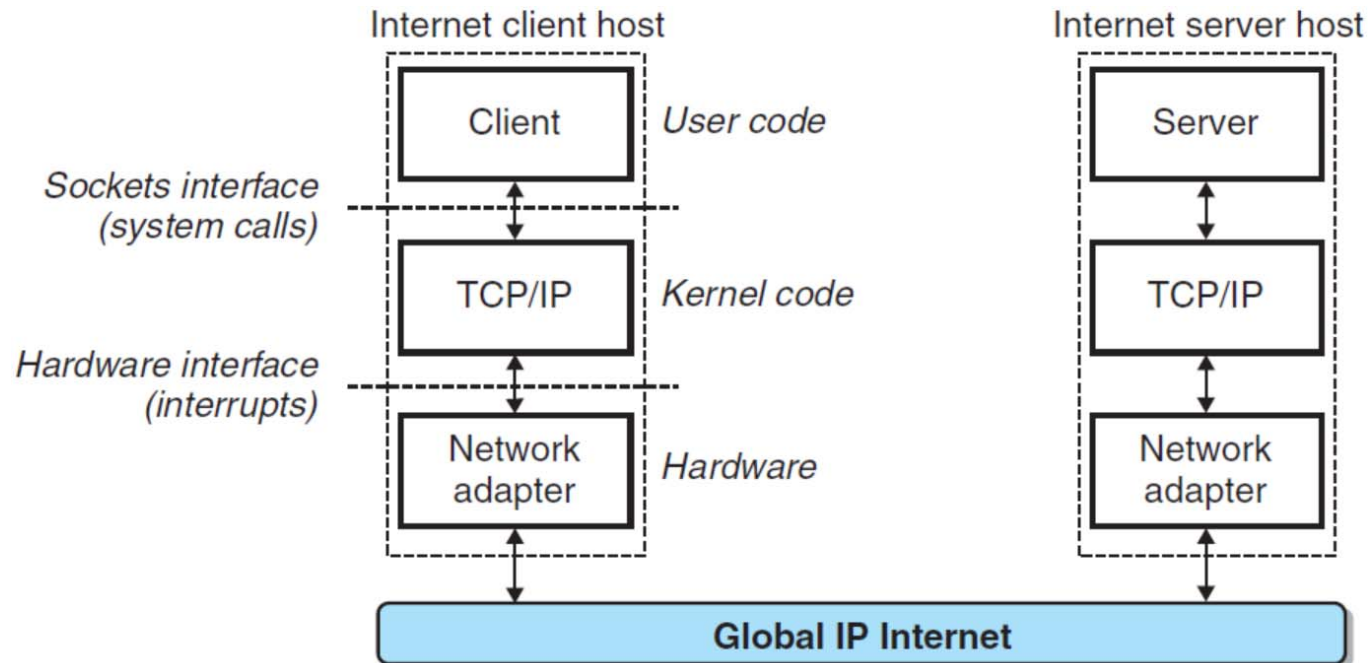 Internet client host
Internet server host
Client
User code
Server
Sockets interface
(system calls)
TCP/IP
Kernel code
TCP/IP
Hardware interface
(interrupts)
Network
adapter
Hardware
Network
adapter
Global IP Internet